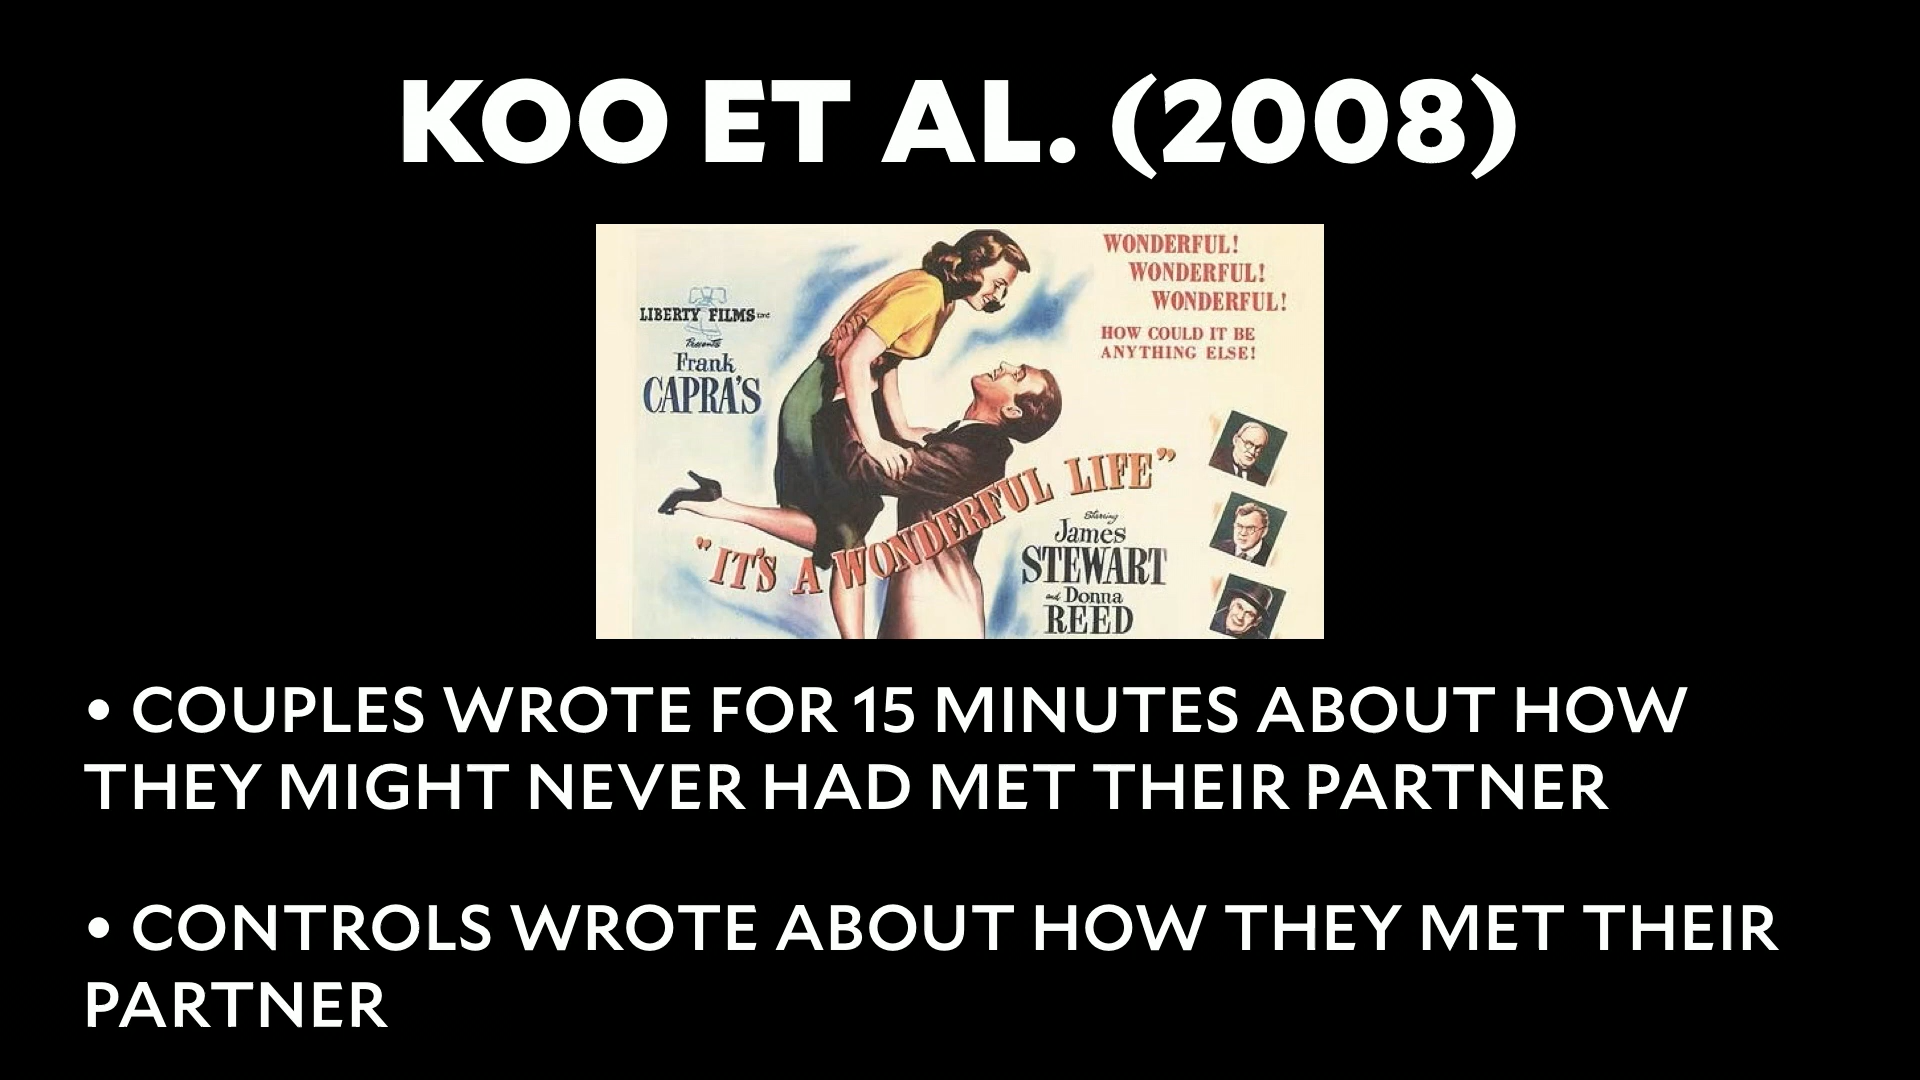 KOO ET AL. (2008)
LIBERTY FILMS INC
Presents
Frank
CAPRA'S
WONDERFUL!
WONDERFUL!
WONDERFUL!
HOW COULD IT BE
ANYTHING ELSE!
"IT'S A WONDERFUL LIFE"
Starring
James
STEWART
and Donna
REED
• COUPLES WROTE FOR 15 MINUTES ABOUT HOW
THEY MIGHT NEVER HAD MET THEIR PARTNER
• CONTROLS WROTE ABOUT HOW THEY MET THEIR
PARTNER